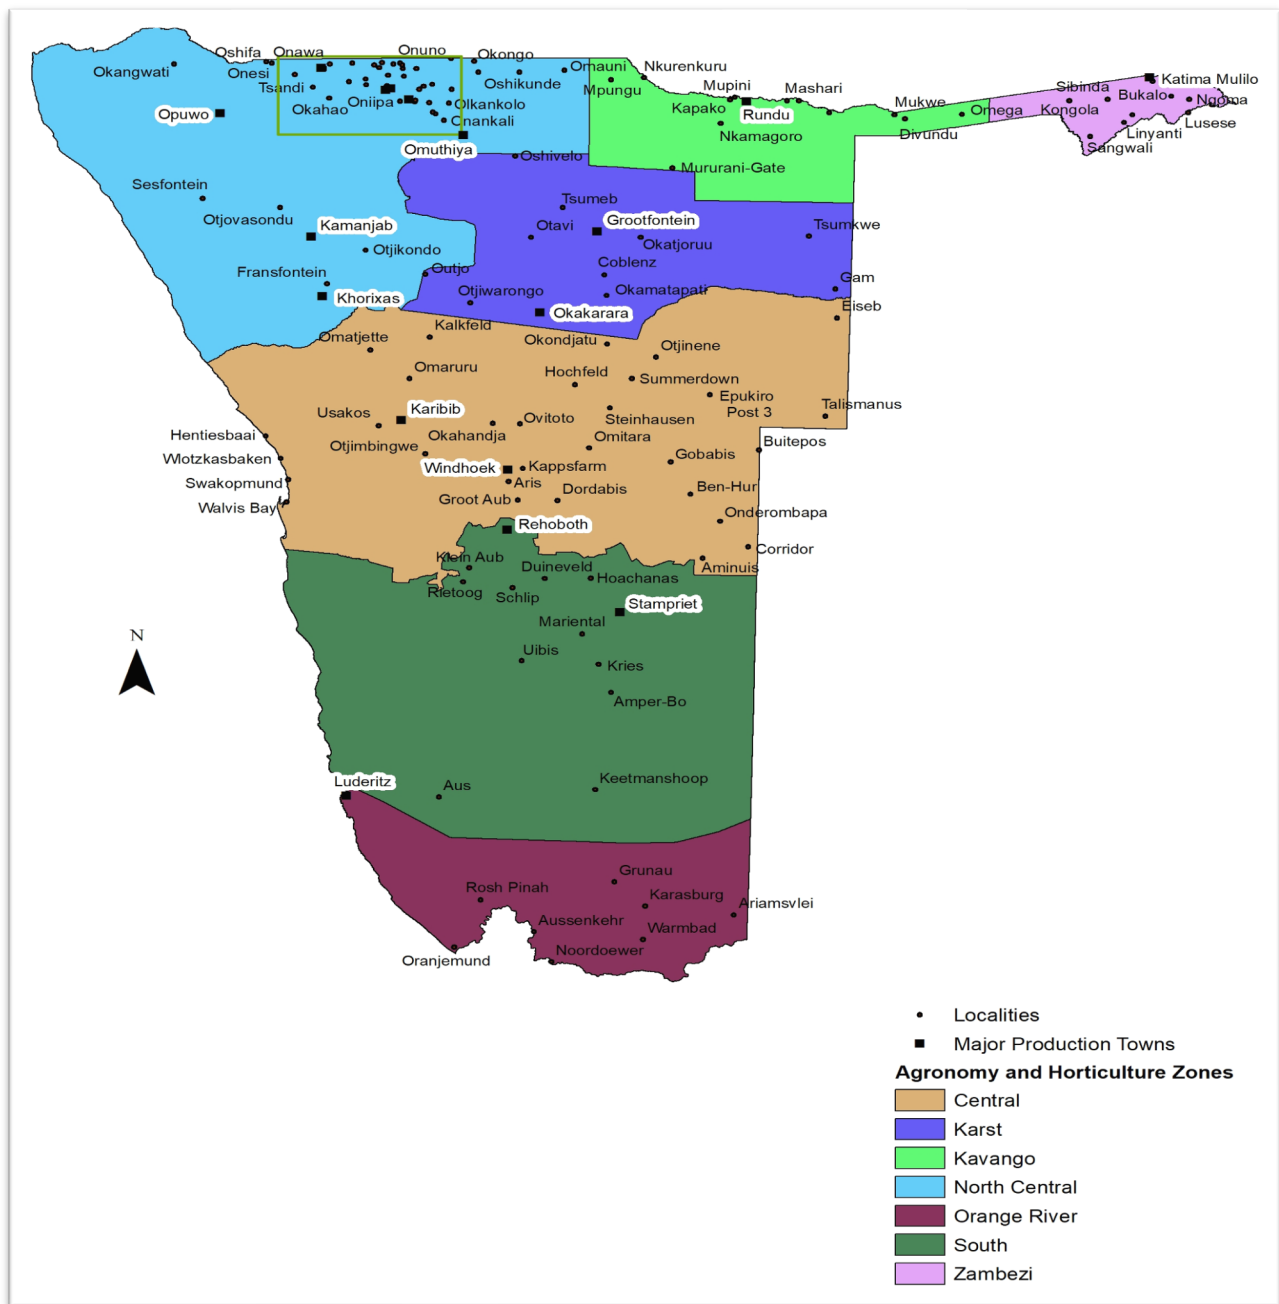 Oshifa
Onawa
Onuno
Okongo
Okangwati
Onesi
Omauni
Nkurenkuru
Tsandi
Oshikunde
Mpungu
Mupini
Mashari
Sibinda
Katima Mulilo
Opuwo
Okahao
Oniipa
Olkankolo
Onankali
Kapako
Rundu
Mukwe
Omega
Kongola
Bukalo
Ngoma
Omuthiya
Nkamagoro
Divundu
Linyanti
Lusese
Sangwali
Oshivelo
Mururani-Gate
Sesfontein
Tsumeb
Otjovasondu
Kamanjab
Otavi
Grootfontein
Tsumkwe
Otjikondo
Okatjoruu
Fransfontein
Outjo
Coblenz
Gam
Khorixas
Otjiwarongo
Okamatapati
Okakarara
Eiseb
Omatjette
Kalkfeld
Okondjatu
Otjinene
Omaruru
Hochfeld
Summerdown
Epukiro
Post 3
Talismanus
Usakos
Karibib
Ovitoto
Steinhausen
Hentiesbaai
Otjimbingwe
Okahandja
Omitara
Buitepos
Wlotzkasbaken
Windhoek
Kappsfarm
Gobabis
Swakopmund
Aris
Dordabis
Ben-Hur
Walvis Bay
Groot Aub
Onderombapa
Rehoboth
Corridor
Klein Aub
Duineveld
Hoachanas
Aminuis
Rietoog
Schlip
Stampriet
Mariental
N
Uibis
Kries
Amper-Bo
Luderitz
Aus
Keetmanshoop
Grunau
Rosh Pinah
Karasburg
Ariamsvlei
Aussenkehr
Warmbad
Oranjemund
Noordoewer
Localities
Major Production Towns
Agronomy and Horticulture Zones
Central
Karst
Kavango
North Central
Orange River
South
Zambezi